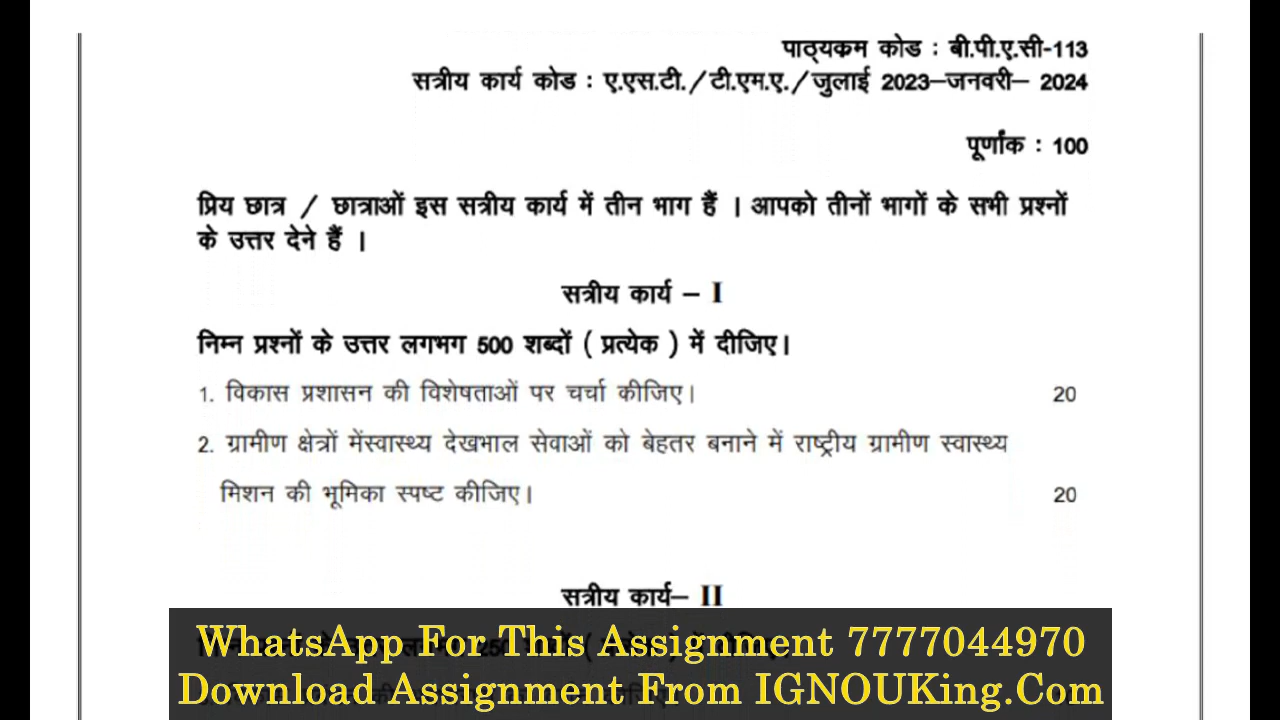 पाठ्यकम कोड : बी.पी.ए.सी-113
सत्रीय कार्य कोड : ए.एस.टी./टी.एम.ए./जुलाई 2023–जनवरी– 2024
पूर्णांक : 100
प्रिय छात्र / छात्राओं इस सत्रीय कार्य में तीन भाग हैं । आपको तीनों भागों के सभी प्रश्नों
के उत्तर देने हैं ।
सत्रीय कार्य – I
निम्न प्रश्नों के उत्तर लगभग 500 शब्दों ( प्रत्येक ) में दीजिए।
1. विकास प्रशासन की विशेषताओं पर चर्चा कीजिए। 20
2. ग्रामीण क्षेत्रों मेंस्वास्थ्य देखभाल सेवाओं को बेहतर बनाने में राष्ट्रीय ग्रामीण स्वास्थ्य
मिशन की भूमिका स्पष्ट कीजिए। 20
सत्रीय कार्य– II
WhatsApp For This Assignment 7777044970
Download Assignment From IGNOUKing.Com